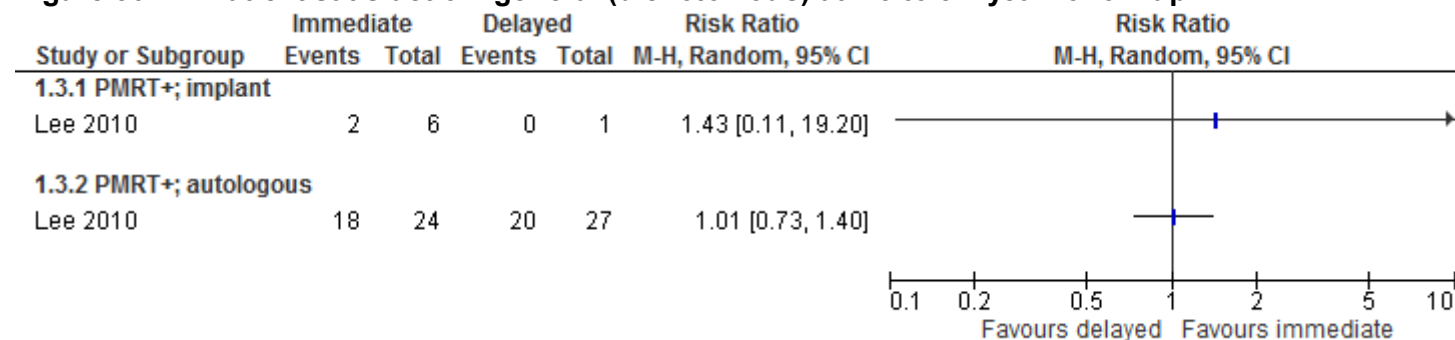 Immediate Delayed Risk Ratio Risk Ratio
Study or Subgroup Events Total Events Total M-H, Random, 95% CI M-H, Random, 95% CI
1.3.1 PMRT+; implant
Lee 2010 2 6 0 1 1.43 [0.11, 19.20]
1.3.2 PMRT+; autologous
Lee 2010 18 24 20 27 1.01 [0.73, 1.40]
0.1 0.2 0.5 1 2 5 10
Favours delayed Favours immediate